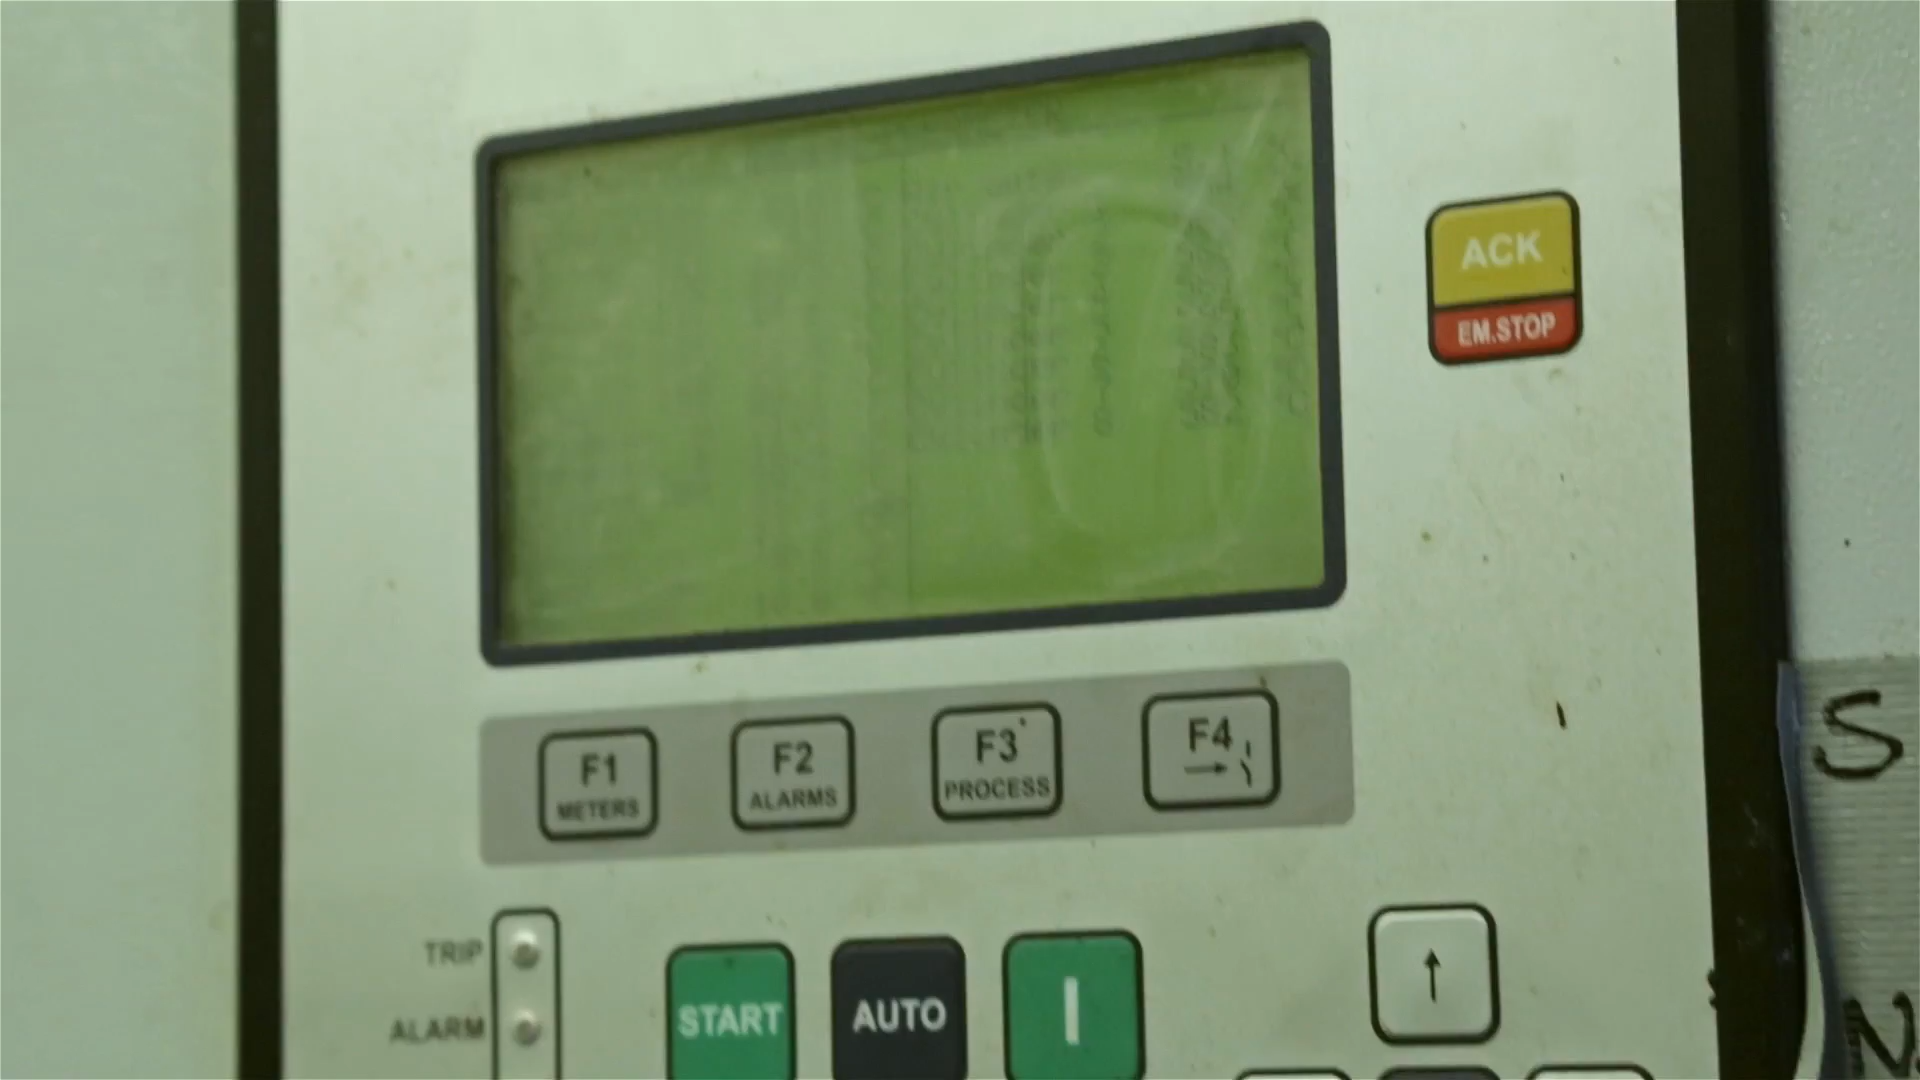 ACK
EM.STOP
F1
METERS
F2
ALARMS
F3
PROCESS
F4
→
TRIP
ALARM
START
AUTO
I
↑
S
N